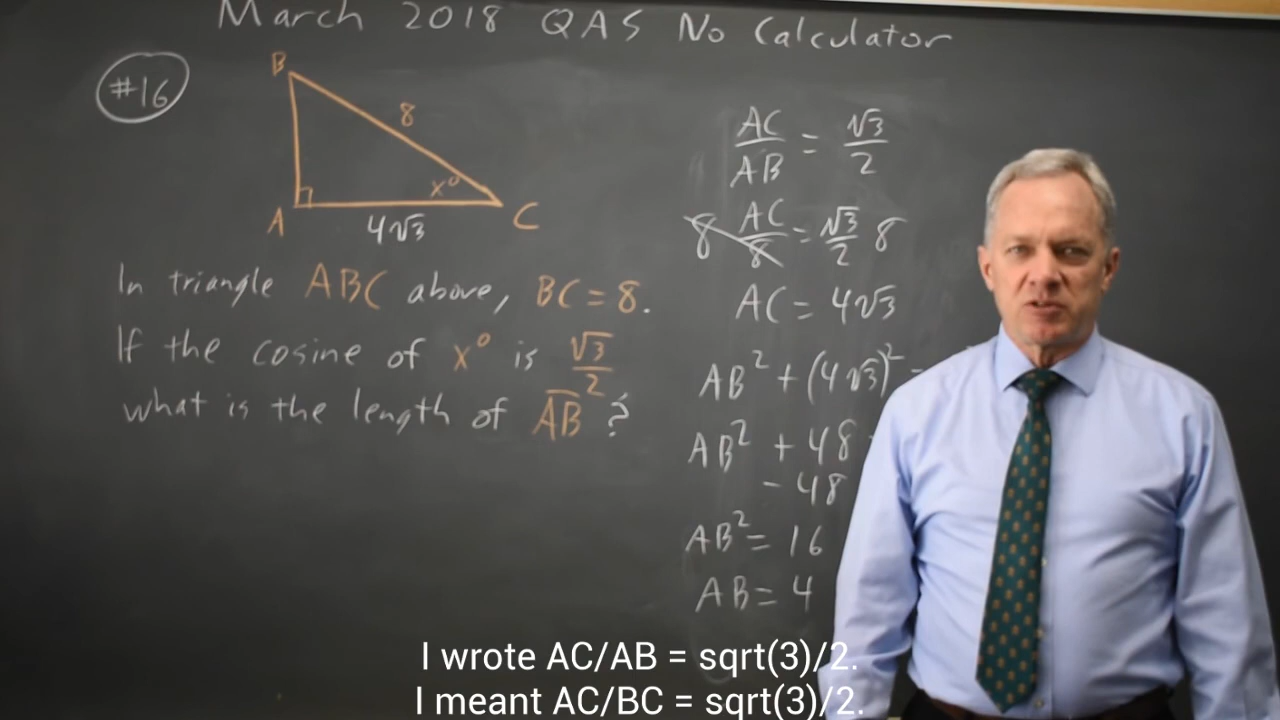 March 2018 QAS No Calculator
#16
B
8
x°
A
C
4√3
In triangle ABC above, BC = 8.
If the cosine of x° is √3/2
what is the length of AB?
AC/AB = √3/2
8 AC/8 = √3/2 8
AC = 4√3
AB² + (4√3)² =
AB² + 48
- 48
AB² = 16
AB = 4
I wrote AC/AB = sqrt(3)/2.
I meant AC/BC = sqrt(3)/2.